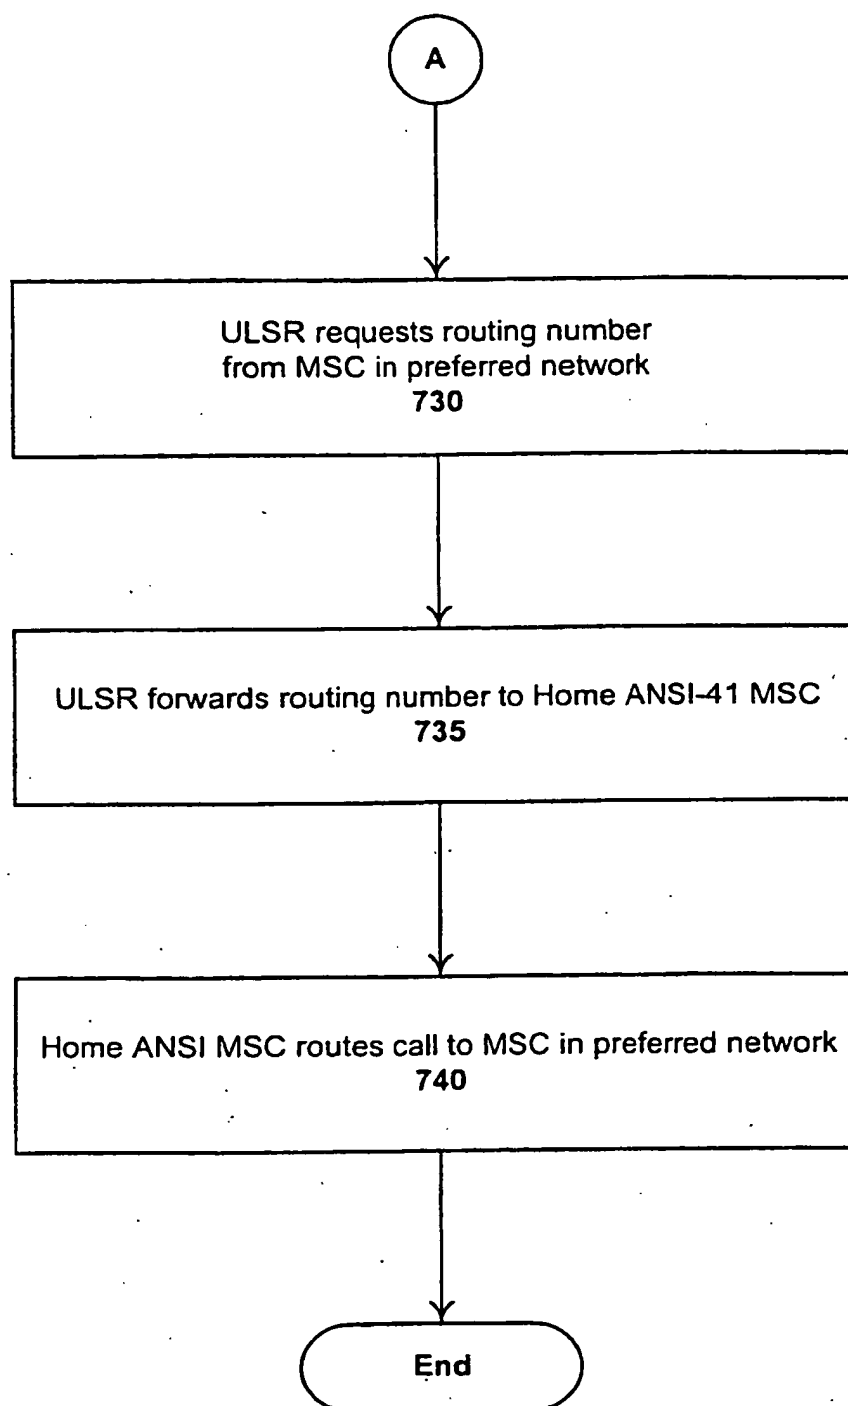 A
ULSR requests routing number
from MSC in preferred network
730
ULSR forwards routing number to Home ANSI-41 MSC
735
Home ANSI MSC routes call to MSC in preferred network
740
End